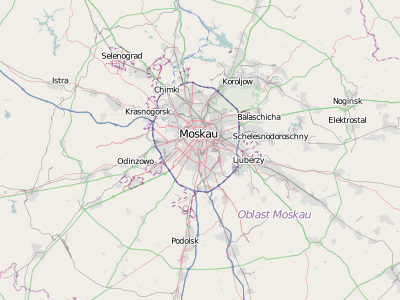 Selenograd
Istra
Chimki
Koroljow
Noginsk
Krasnogorsk
Balaschicha
Elektrostal
Moskau
Schelesnodoroschny
Odinzowo
Ljuberzy
Oblast Moskau
Podolsk